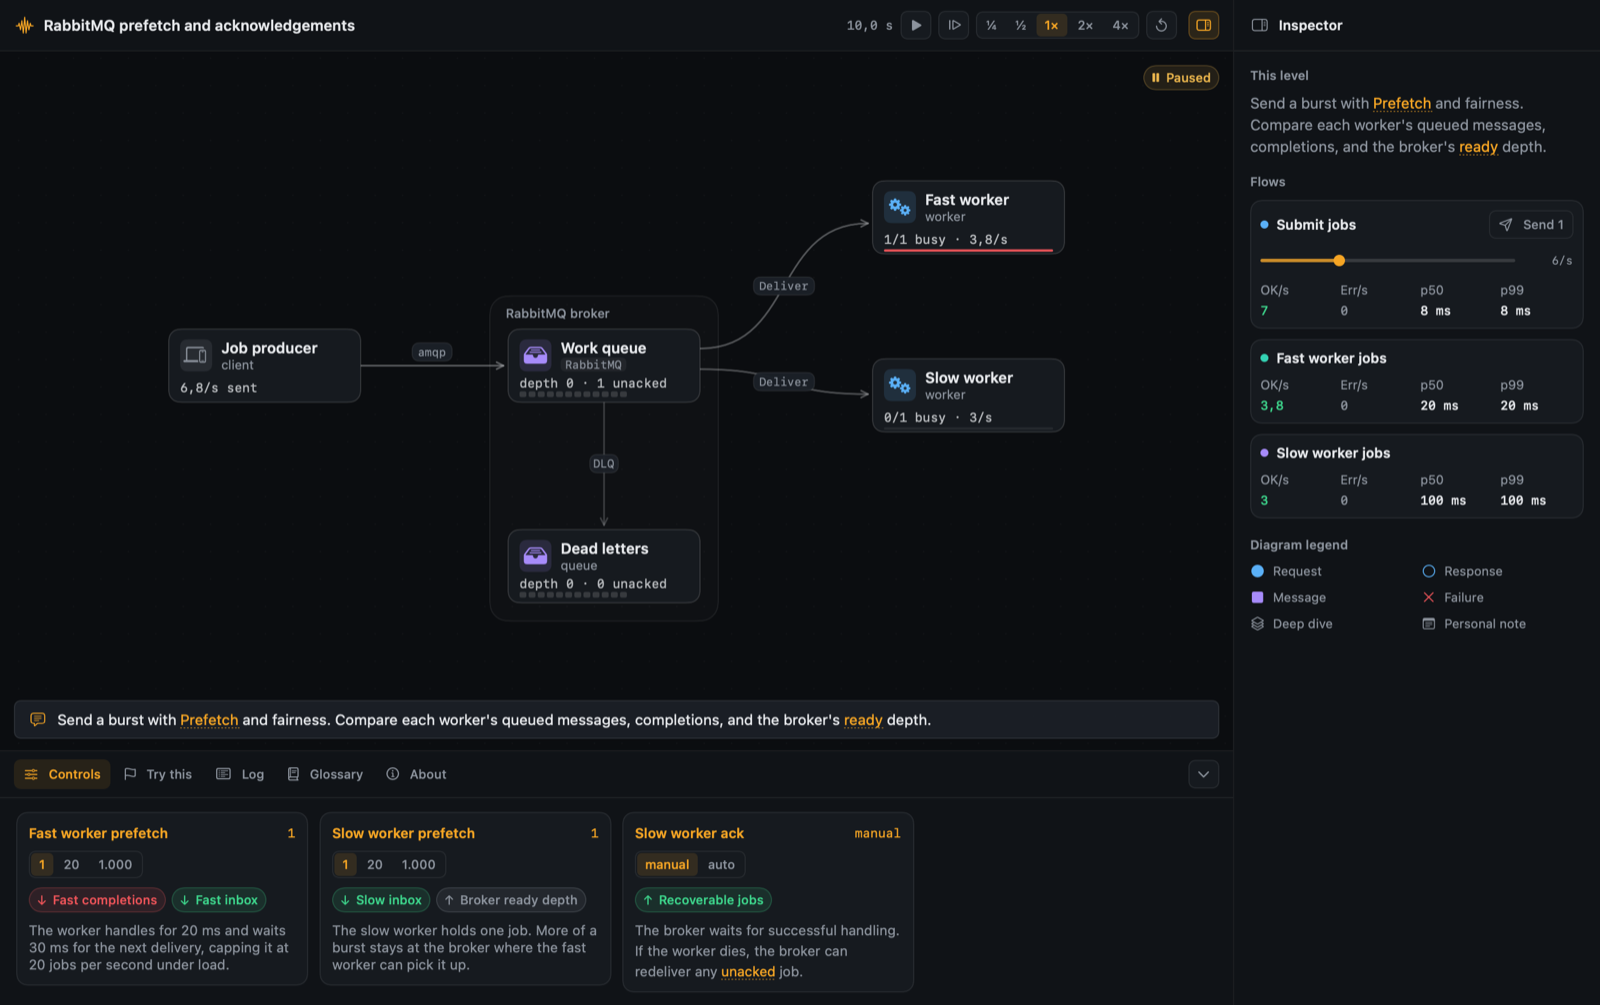 RabbitMQ prefetch and acknowledgements
10,0 s
¼ ½ 1× 2× 4×
Inspector
Paused
This level
Send a burst with Prefetch and fairness.
Compare each worker's queued messages,
completions, and the broker's ready depth.
Flows
Submit jobs
Send 1
6/s
OK/s Err/s p50 p99
7 0 8 ms 8 ms
Fast worker jobs
OK/s Err/s p50 p99
3,8 0 20 ms 20 ms
Slow worker jobs
OK/s Err/s p50 p99
3 0 100 ms 100 ms
Diagram legend
Request
Response
Message
Failure
Deep dive
Personal note
Fast worker
worker
1/1 busy · 3,8/s
Deliver
RabbitMQ broker
Job producer
client
6,8/s sent
amqp
Work queue
RabbitMQ
depth 0 · 1 unacked
Deliver
Slow worker
worker
0/1 busy · 3/s
DLQ
Dead letters
queue
depth 0 · 0 unacked
Send a burst with Prefetch and fairness. Compare each worker's queued messages, completions, and the broker's ready depth.
Controls
Try this
Log
Glossary
About
Fast worker prefetch 1
1 20 1.000
↓ Fast completions
↓ Fast inbox
The worker handles for 20 ms and waits
30 ms for the next delivery, capping it at
20 jobs per second under load.
Slow worker prefetch 1
1 20 1.000
↓ Slow inbox
↑ Broker ready depth
The slow worker holds one job. More of a
burst stays at the broker where the fast
worker can pick it up.
Slow worker ack manual
manual auto
↑ Recoverable jobs
The broker waits for successful handling.
If the worker dies, the broker can
redeliver any unacked job.